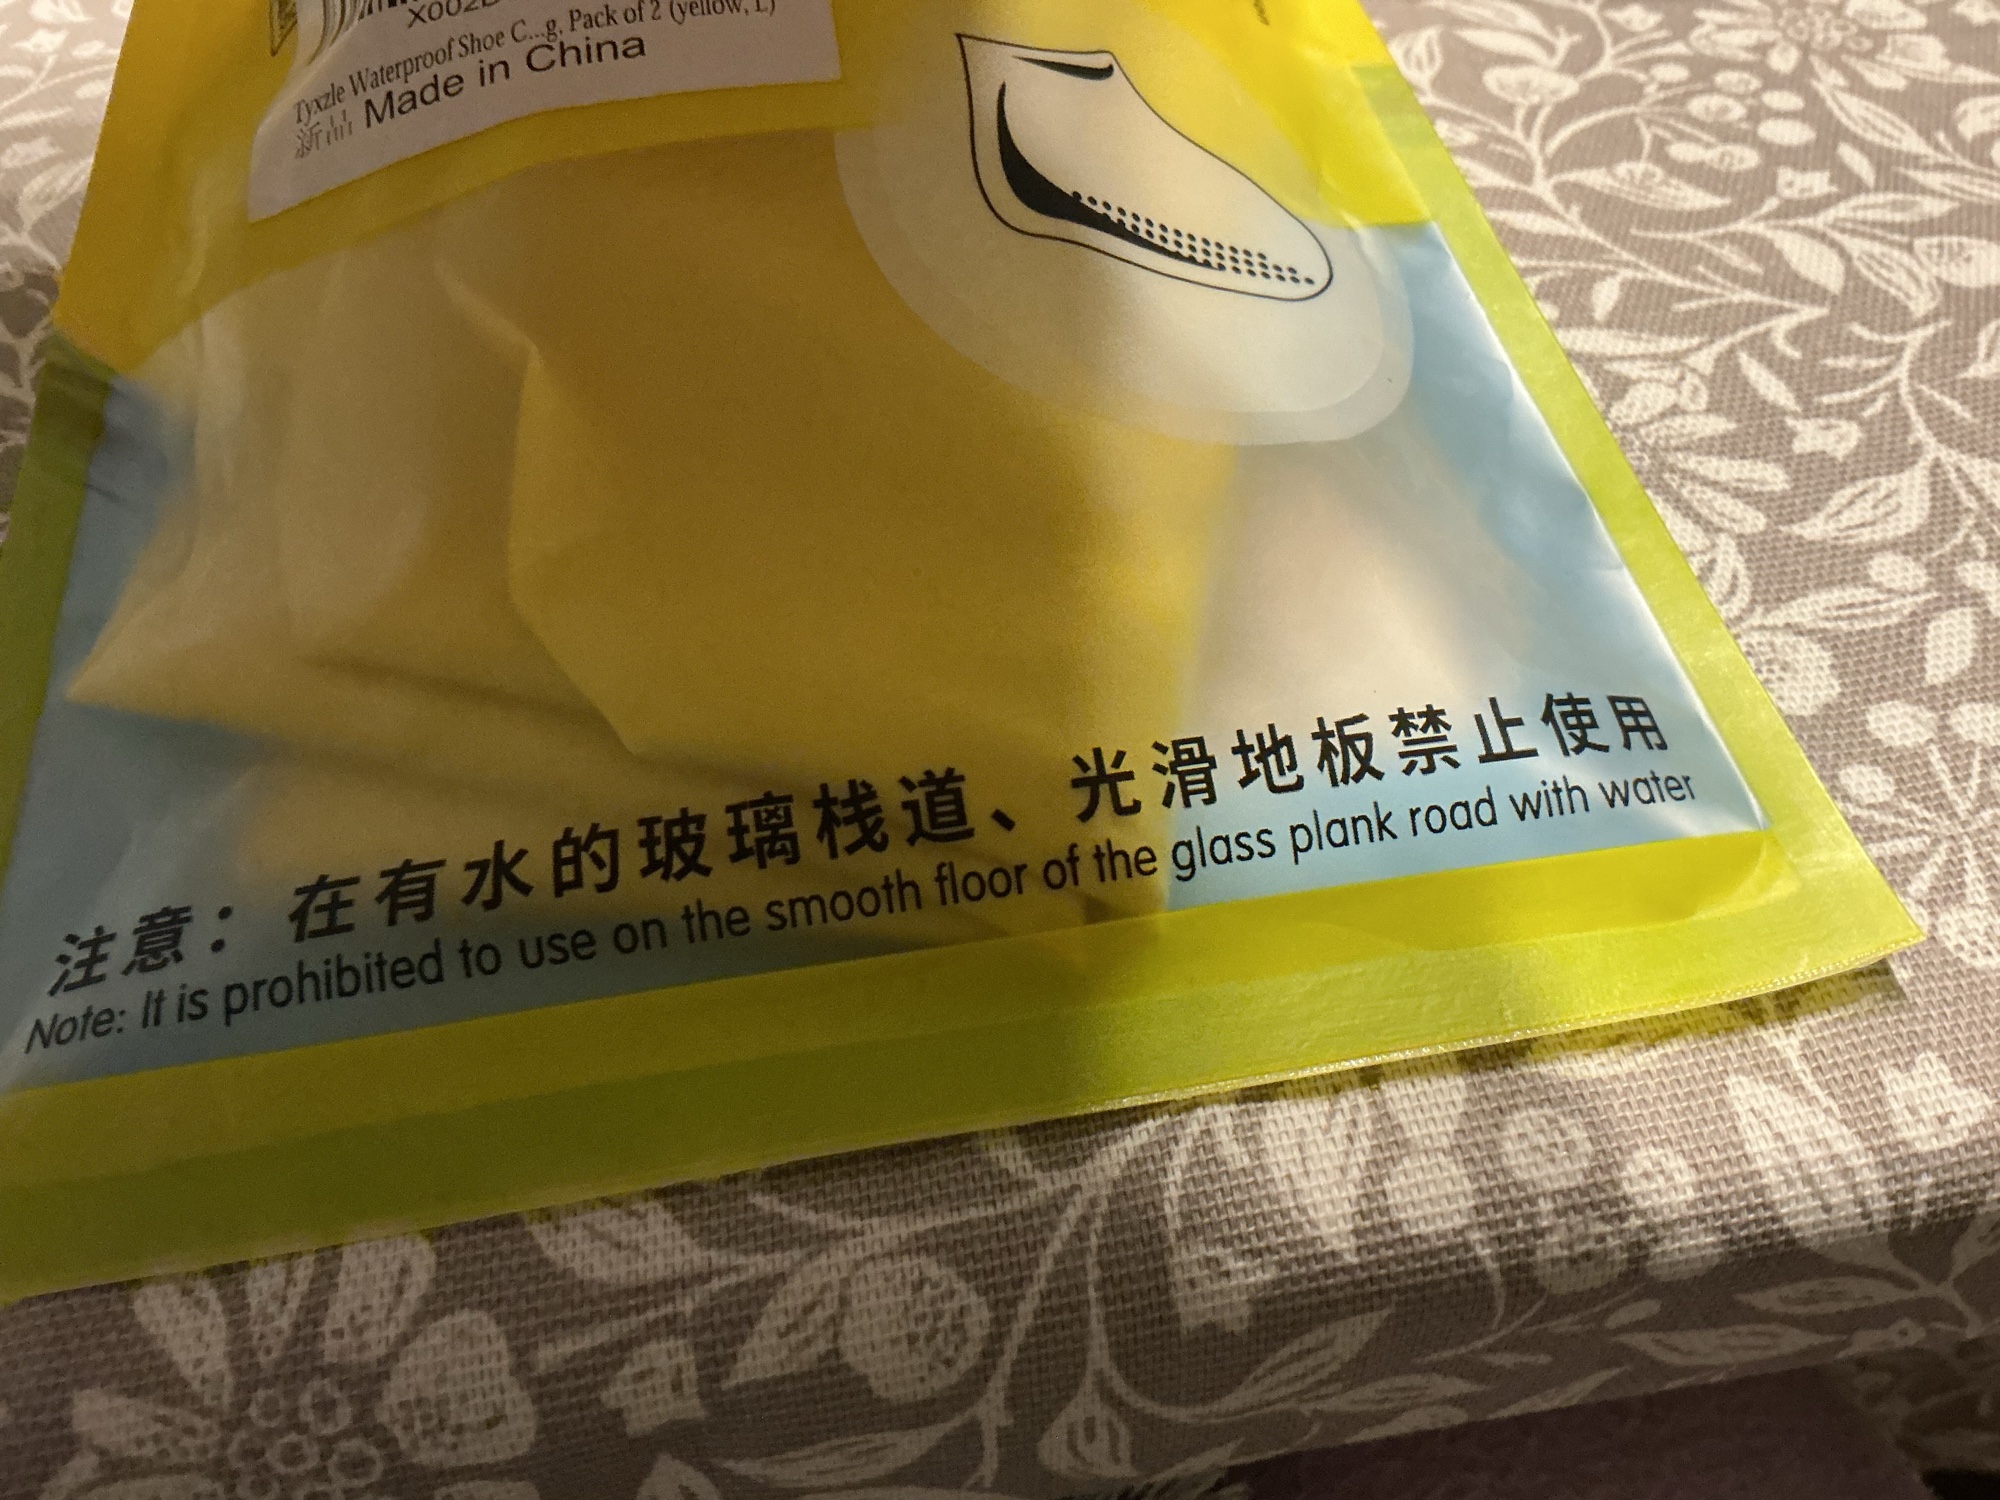 X002
Tyxzle Waterproof Shoe C...g, Pack of 2 (yellow, L)
新品 Made in China
注意：在有水的玻璃栈道、光滑地板禁止使用
Note: It is prohibited to use on the smooth floor of the glass plank road with water